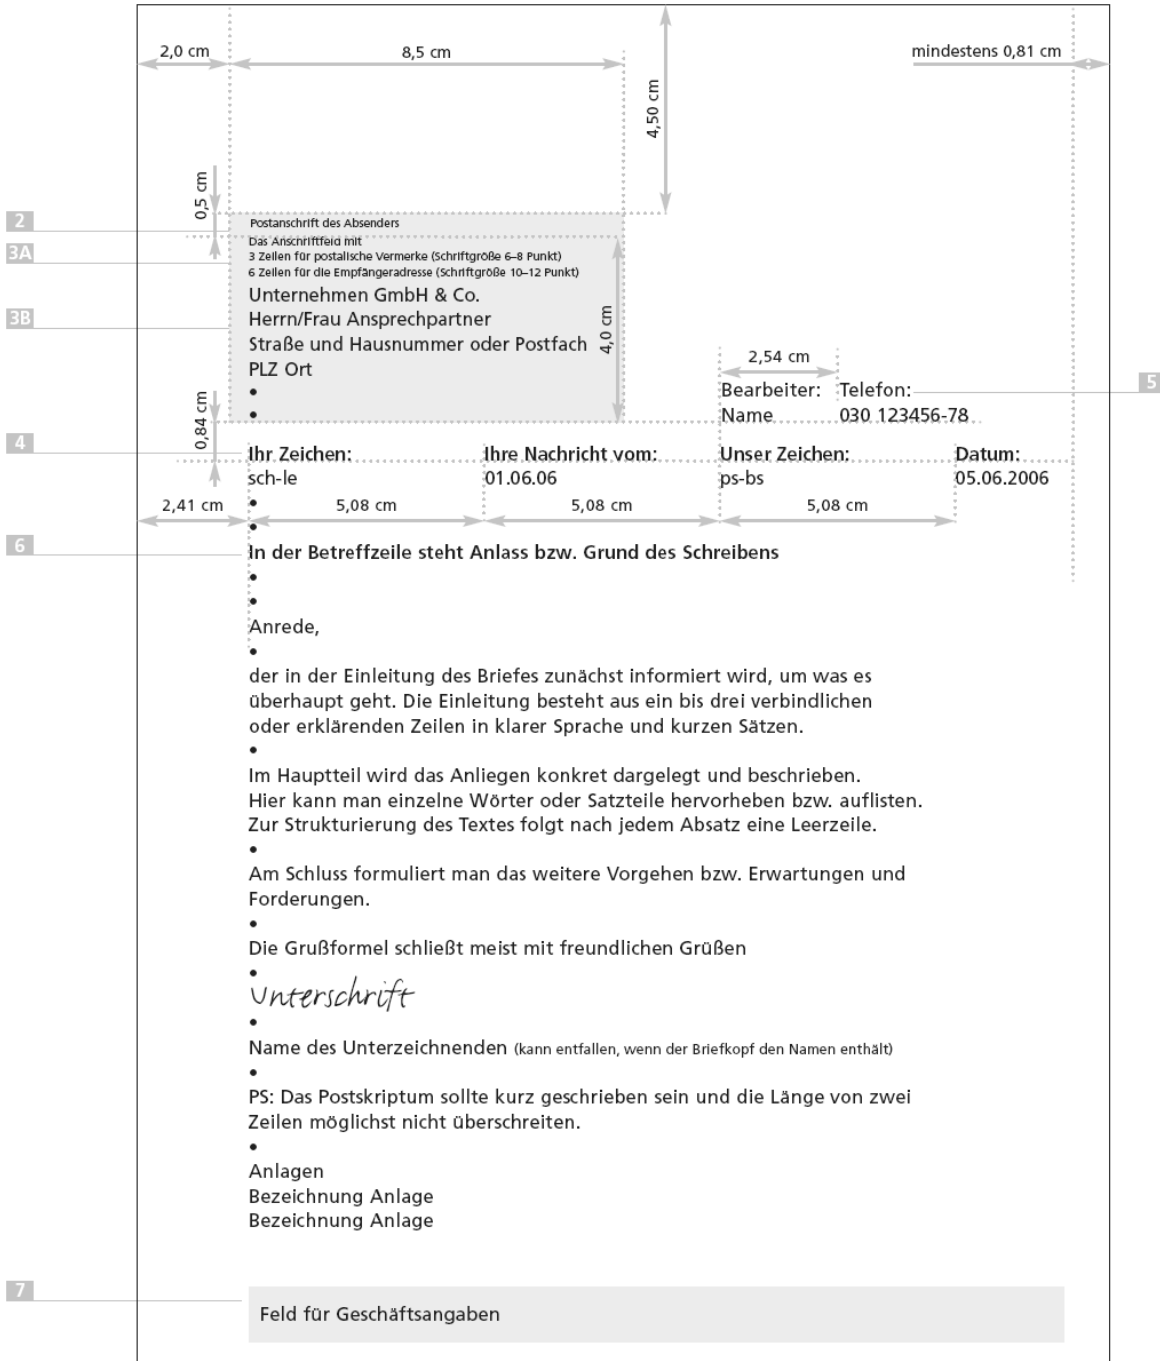 2,0 cm
8,5 cm
mindestens 0,81 cm
4,50 cm
0,5 cm
2
Postanschrift des Absenders
3A
Das Anschriftfeld mit
3 Zeilen für postalische Vermerke (Schriftgröße 6–8 Punkt)
6 Zeilen für die Empfängeradresse (Schriftgröße 10–12 Punkt)
Unternehmen GmbH & Co.
3B
Herrn/Frau Ansprechpartner
Straße und Hausnummer oder Postfach
4,0 cm
PLZ Ort
2,54 cm
•
Bearbeiter: Telefon:
5
•
Name 030 123456-78
0,84 cm
4
Ihr Zeichen: Ihre Nachricht vom: Unser Zeichen: Datum:
sch-le 01.06.06 ps-bs 05.06.2006
2,41 cm 5,08 cm 5,08 cm 5,08 cm
•
•
6
In der Betreffzeile steht Anlass bzw. Grund des Schreibens
•
•
Anrede,
•
der in der Einleitung des Briefes zunächst informiert wird, um was es
überhaupt geht. Die Einleitung besteht aus ein bis drei verbindlichen
oder erklärenden Zeilen in klarer Sprache und kurzen Sätzen.
•
Im Hauptteil wird das Anliegen konkret dargelegt und beschrieben.
Hier kann man einzelne Wörter oder Satzteile hervorheben bzw. auflisten.
Zur Strukturierung des Textes folgt nach jedem Absatz eine Leerzeile.
•
Am Schluss formuliert man das weitere Vorgehen bzw. Erwartungen und
Forderungen.
•
Die Grußformel schließt meist mit freundlichen Grüßen
•
Unterschrift
•
Name des Unterzeichnenden (kann entfallen, wenn der Briefkopf den Namen enthält)
•
PS: Das Postskriptum sollte kurz geschrieben sein und die Länge von zwei
Zeilen möglichst nicht überschreiten.
•
Anlagen
Bezeichnung Anlage
Bezeichnung Anlage
7
Feld für Geschäftsangaben